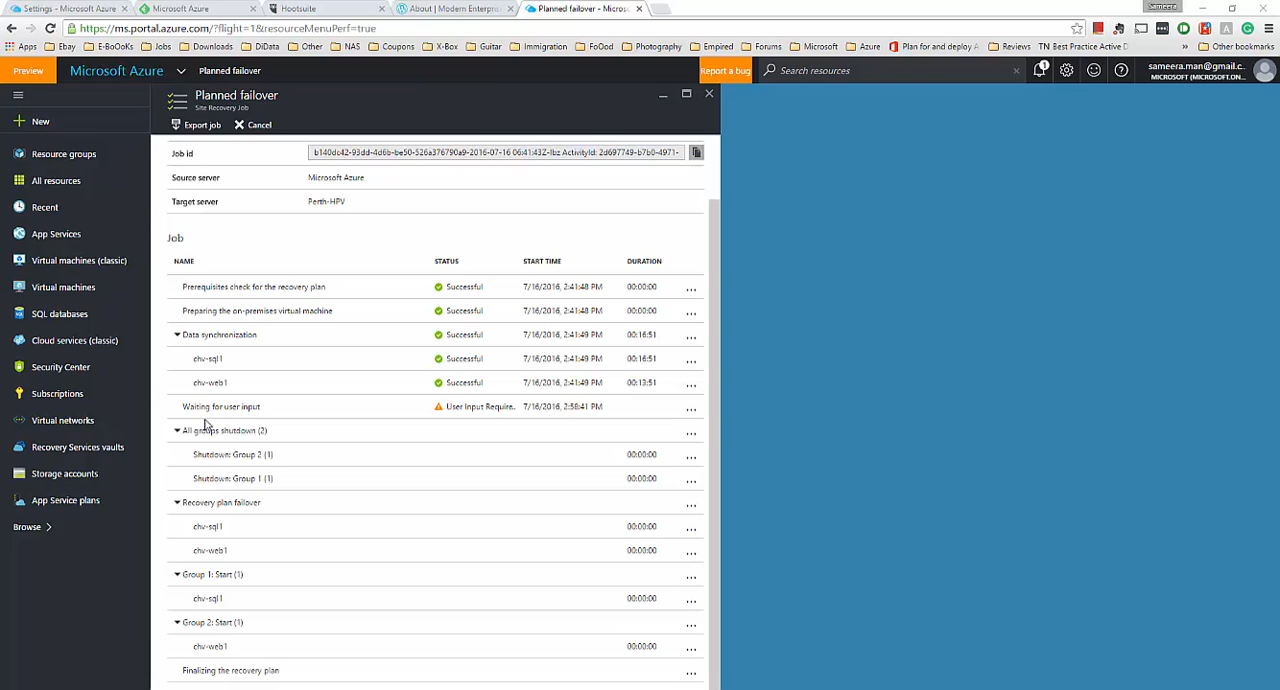 Sameera
Settings - Microsoft Azure
Microsoft Azure
Hootsuite
About | Modern Enterpri
Planned failover - Micros
https://ms.portal.azure.com/?flight=1&resourceMenuPerf=true
Apps Ebay E-BoOoKs Jobs Downloads DiData Other NAS Coupons X-Box Guitar Immigration FoOod Photography Empired Forums Microsoft Azure Plan for and deploy Reviews TN Best Practice Active D » Other bookmarks
Preview Microsoft Azure Planned failover Report a bug Search resources 1 sameera.man@gmail.c..
MICROSOFT (MICROSOFT.ON...
Planned failover
Site Recovery Job
Export job Cancel
New
Resource groups
All resources
Recent
App Services
Virtual machines (classic)
Virtual machines
SQL databases
Cloud services (classic)
Security Center
Subscriptions
Virtual networks
Recovery Services vaults
Storage accounts
App Service plans
Browse
Job id b140dc42-93dd-4d6b-be50-526a376790a9-2016-07-16 06:41:43Z-Ibz ActivityId: 2d697749-b7b0-4971-
Source server Microsoft Azure
Target server Perth-HPV
Job
NAME STATUS START TIME DURATION
Prerequisites check for the recovery plan Successful 7/16/2016, 2:41:48 PM 00:00:00 ...
Preparing the on-premises virtual machine Successful 7/16/2016, 2:41:48 PM 00:00:00 ...
Data synchronization Successful 7/16/2016, 2:41:49 PM 00:16:51 ...
chv-sql1 Successful 7/16/2016, 2:41:49 PM 00:16:51 ...
chv-web1 Successful 7/16/2016, 2:41:49 PM 00:13:51 ...
Waiting for user input User Input Require.. 7/16/2016, 2:58:41 PM ...
All groups shutdown (2) ...
Shutdown: Group 2 (1) 00:00:00 ...
Shutdown: Group 1 (1) 00:00:00 ...
Recovery plan failover ...
chv-sql1 00:00:00 ...
chv-web1 00:00:00 ...
Group 1: Start (1) ...
chv-sql1 00:00:00 ...
Group 2: Start (1) ...
chv-web1 00:00:00 ...
Finalizing the recovery plan ...